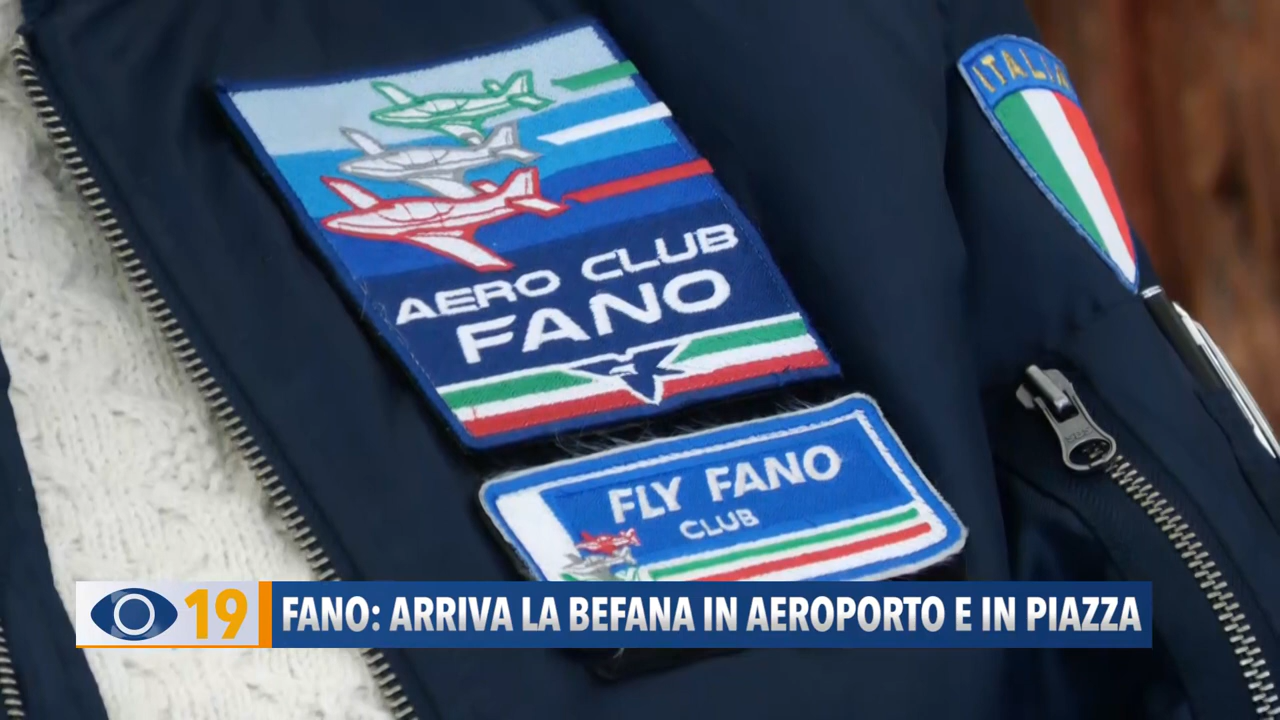 ITALIA
AERO CLUB
FANO
FLY FANO
CLUB
19
FANO: ARRIVA LA BEFANA IN AEROPORTO E IN PIAZZA